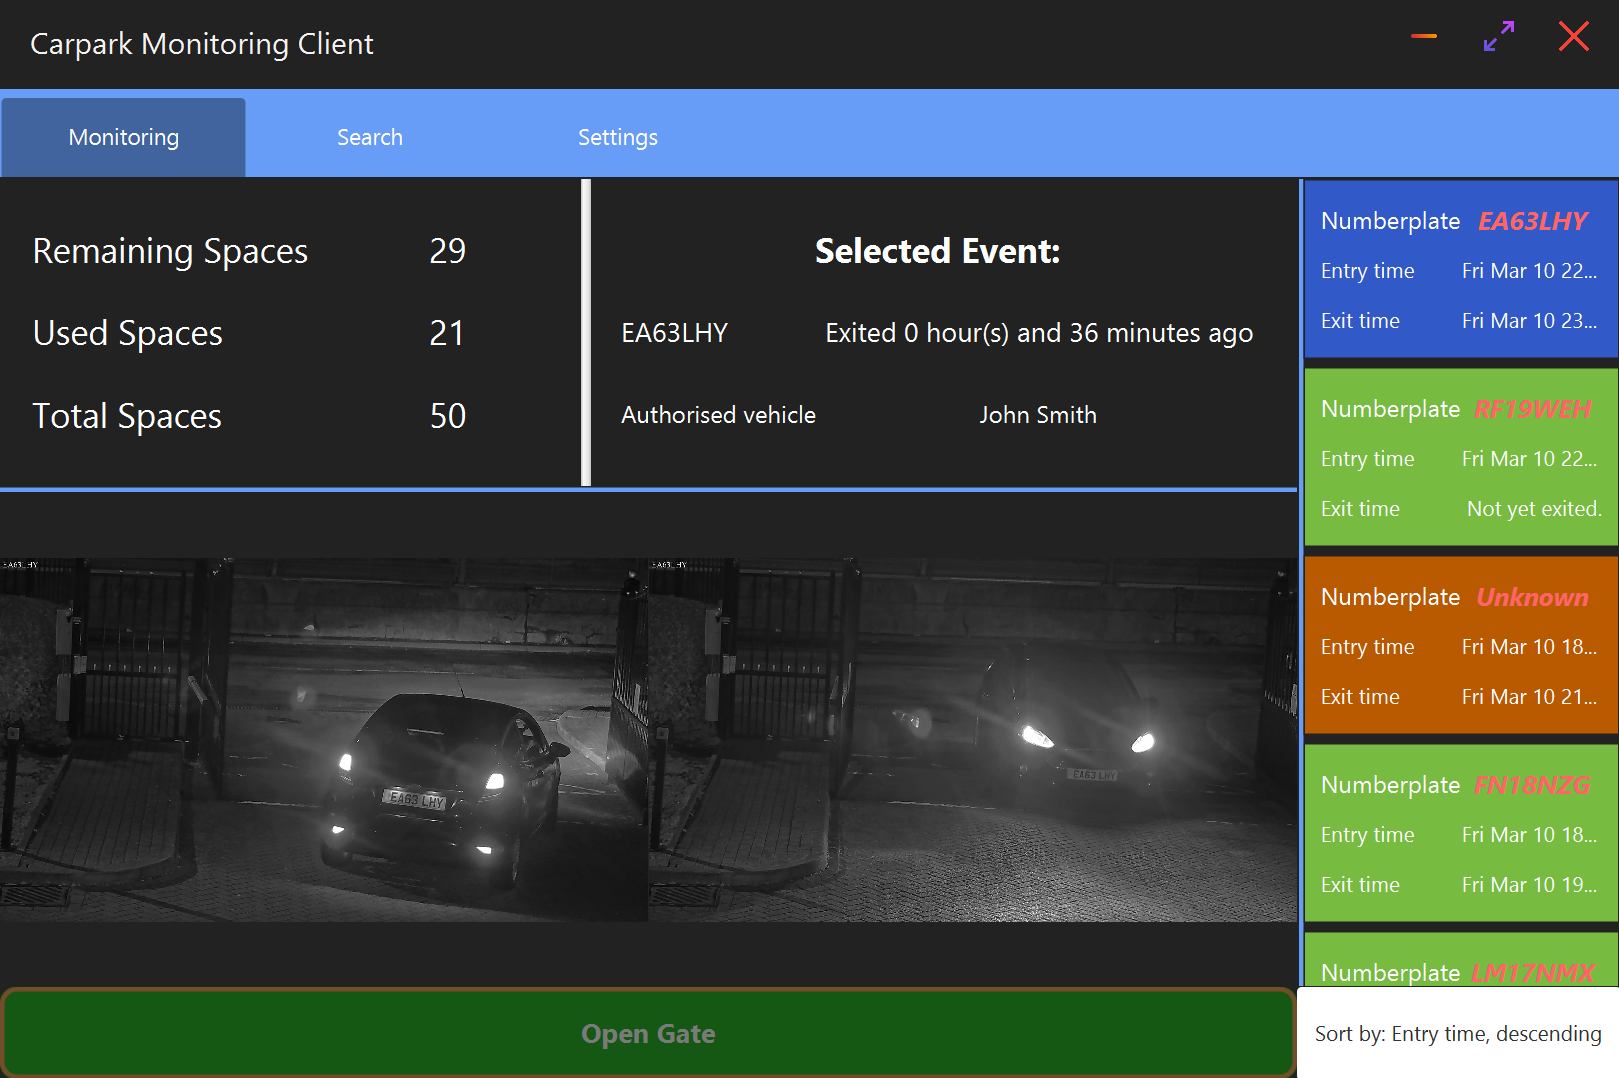 Carpark Monitoring Client
Monitoring Search Settings
Remaining Spaces 29
Used Spaces 21
Total Spaces 50
Selected Event:
EA63LHY Exited 0 hour(s) and 36 minutes ago
Authorised vehicle John Smith
EA63_HY
EA63 LHY
EA63_HY
EA63 LHY
Open Gate
Numberplate EA63LHY
Entry time Fri Mar 10 22...
Exit time Fri Mar 10 23...
Numberplate RF19WEH
Entry time Fri Mar 10 22...
Exit time Not yet exited.
Numberplate Unknown
Entry time Fri Mar 10 18...
Exit time Fri Mar 10 21...
Numberplate FN18NZG
Entry time Fri Mar 10 18...
Exit time Fri Mar 10 19...
Numberplate LM17NMX
Sort by: Entry time, descending